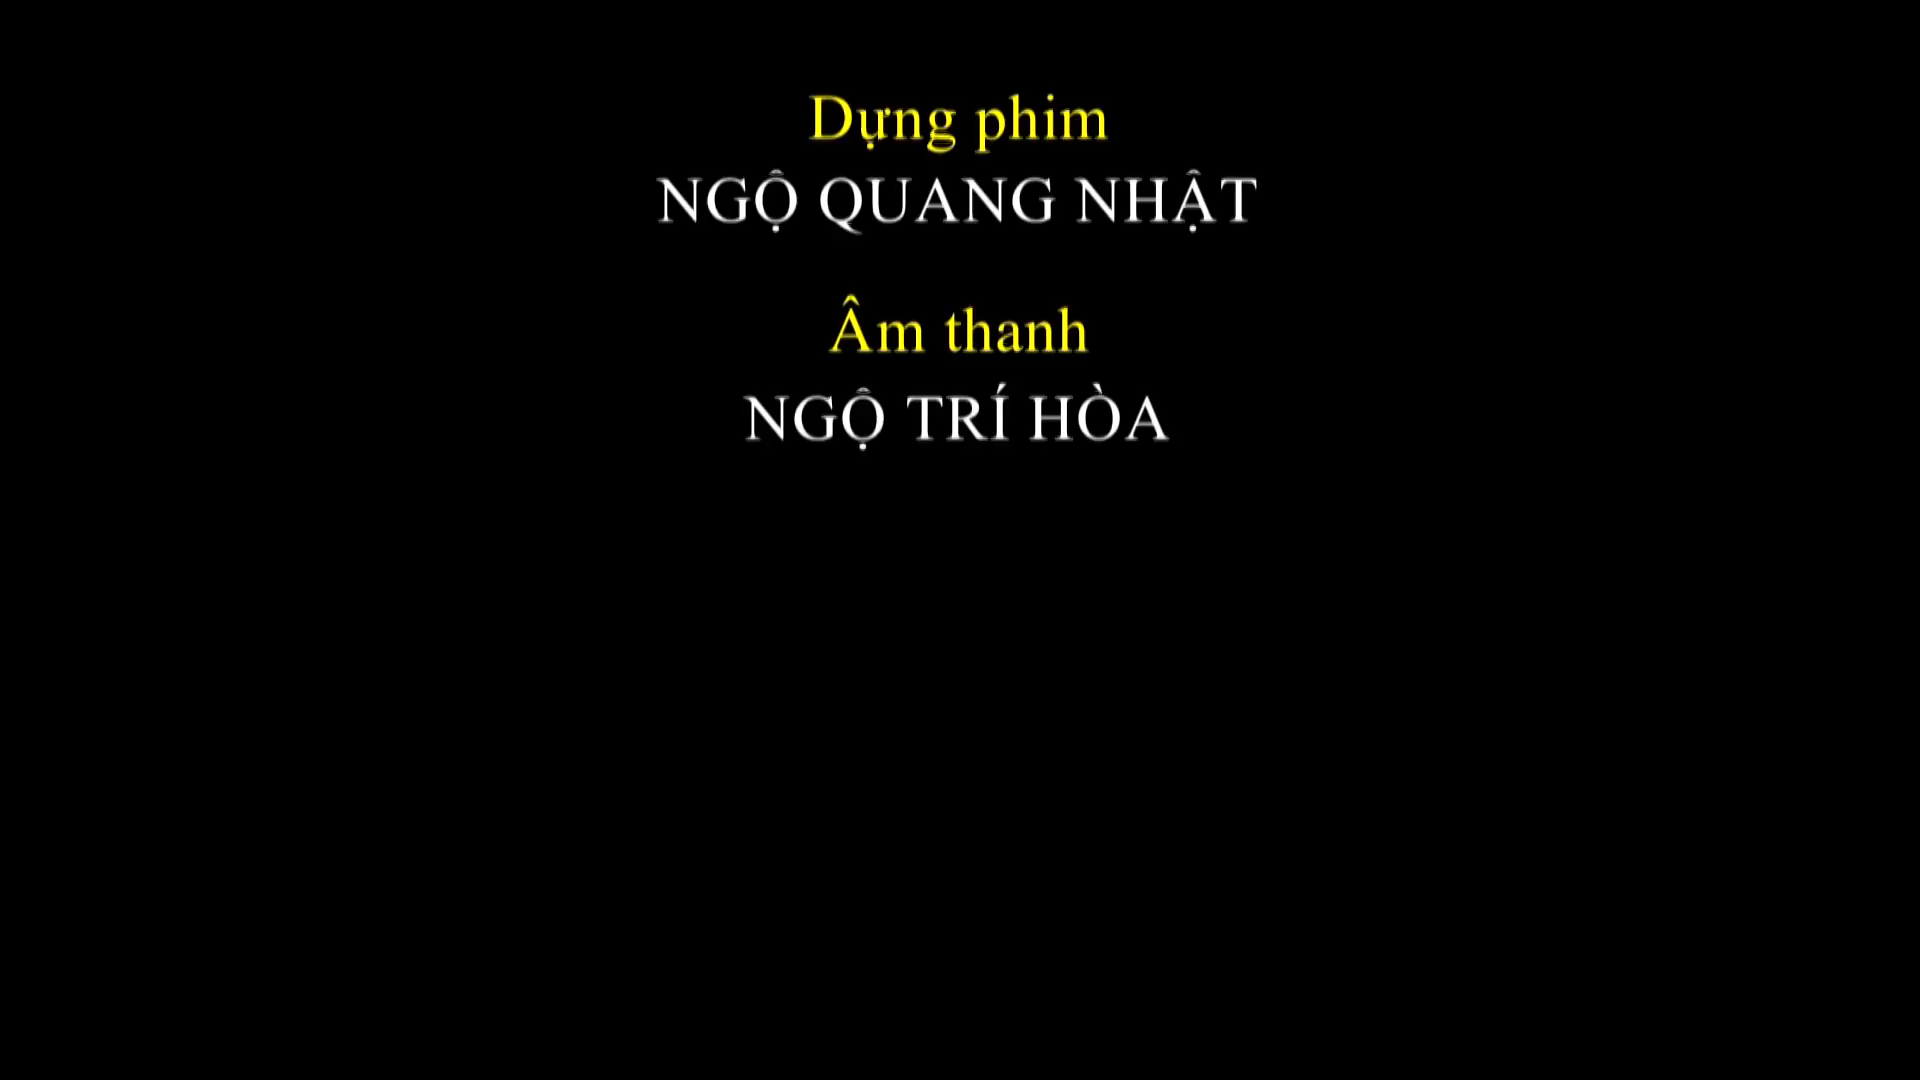 Dựng phim
NGỘ QUANG NHẬT
Âm thanh
NGỘ TRÍ HÒA